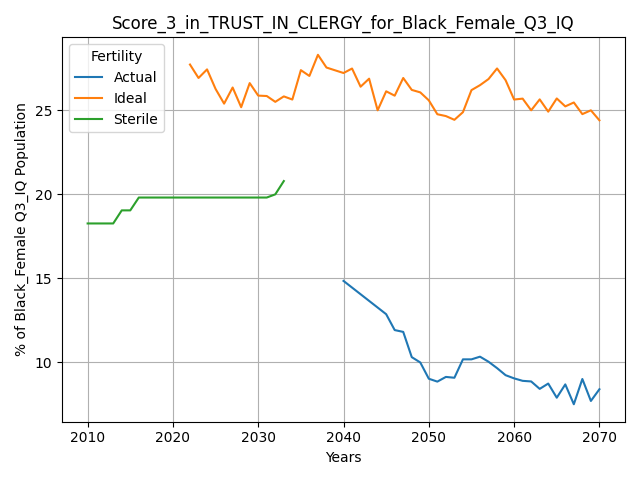 Score_3_in_TRUST_IN_CLERGY_for_Black_Female_Q3_IQ
Fertility
Actual
Ideal
Sterile
% of Black_Female Q3_IQ Population
25
20
15
10
2010 2020 2030 2040 2050 2060 2070
Years